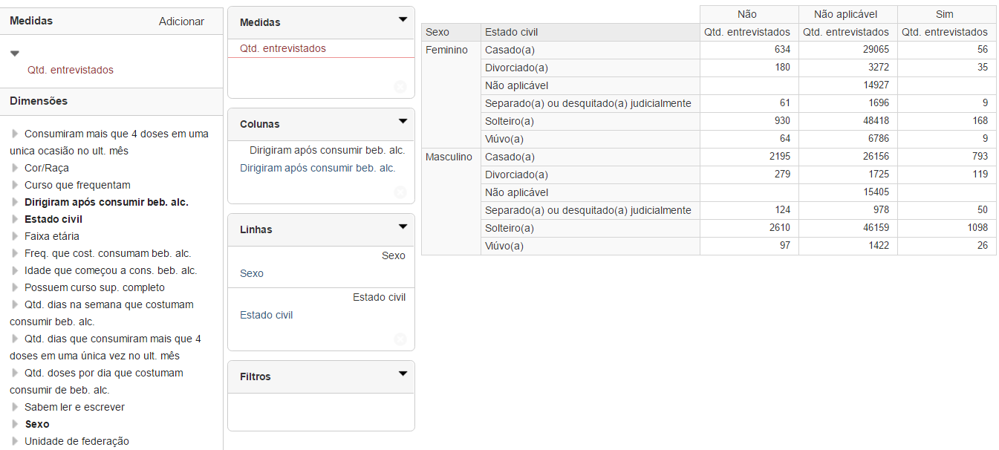 Medidas Adicionar
Qtd. entrevistados
Dimensões
Consumiram mais que 4 doses em uma
unica ocasião no ult. mês
Cor/Raça
Curso que frequentam
Dirigiram após consumir beb. alc.
Estado civil
Faixa etária
Freq. que cost. consumam beb. alc.
Idade que começou a cons. beb. alc.
Possuem curso sup. completo
Qtd. dias na semana que costumam
consumir beb. alc.
Qtd. dias que consumiram mais que 4
doses em uma única vez no ult. mês
Qtd. doses por dia que costumam
consumir de beb. alc.
Sabem ler e escrever
Sexo
Unidade de federação
Medidas
Qtd. entrevistados
Colunas
Dirigiram após consumir beb. alc.
Dirigiram após consumir beb. alc.
Linhas
Sexo
Sexo
Estado civil
Estado civil
Filtros
Não Não aplicável Sim
Sexo Estado civil Qtd. entrevistados Qtd. entrevistados Qtd. entrevistados
Feminino Casado(a) 634 29065 56
Divorciado(a) 180 3272 35
Não aplicável 14927
Separado(a) ou desquitado(a) judicialmente 61 1696 9
Solteiro(a) 930 48418 168
Viúvo(a) 64 6786 9
Masculino Casado(a) 2195 26156 793
Divorciado(a) 279 1725 119
Não aplicável 15405
Separado(a) ou desquitado(a) judicialmente 124 978 50
Solteiro(a) 2610 46159 1098
Viúvo(a) 97 1422 26